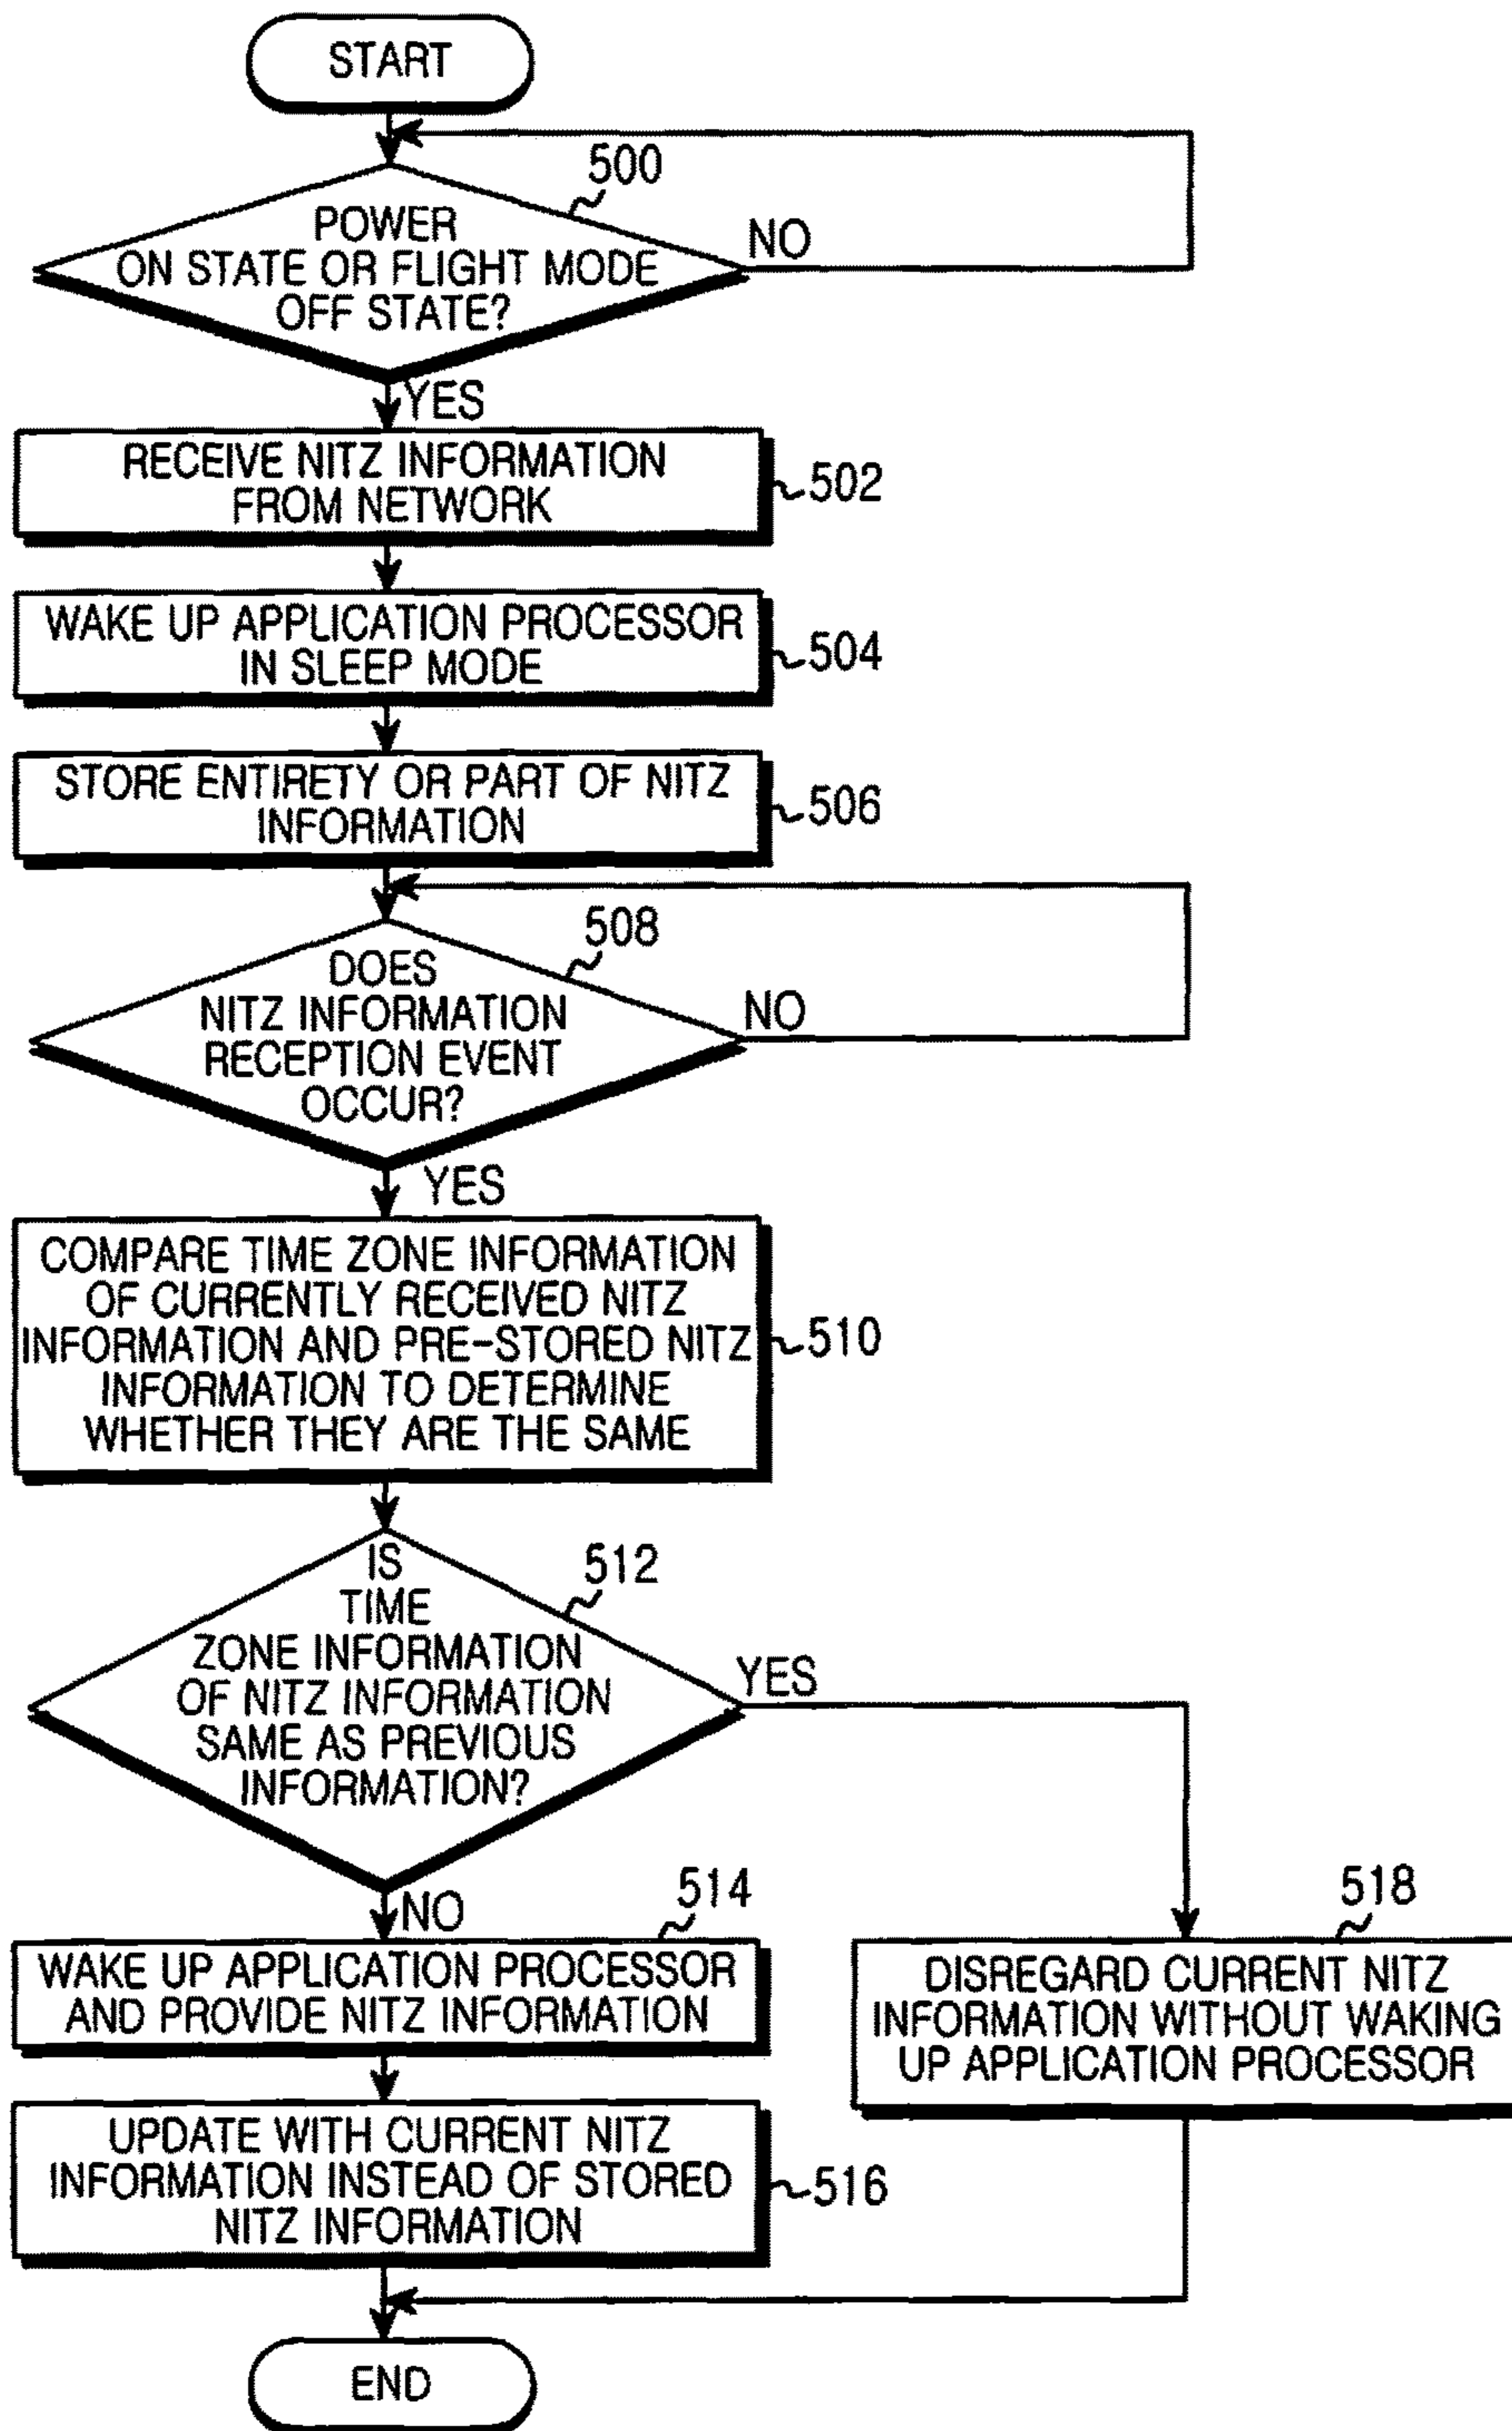 START
500
POWER
ON STATE OR FLIGHT MODE
OFF STATE?
NO
YES
RECEIVE NITZ INFORMATION
FROM NETWORK
502
WAKE UP APPLICATION PROCESSOR
IN SLEEP MODE
504
STORE ENTIRETY OR PART OF NITZ
INFORMATION
506
508
DOES
NITZ INFORMATION
RECEPTION EVENT
OCCUR?
NO
YES
COMPARE TIME ZONE INFORMATION
OF CURRENTLY RECEIVED NITZ
INFORMATION AND PRE-STORED NITZ
INFORMATION TO DETERMINE
WHETHER THEY ARE THE SAME
510
512
IS
TIME
ZONE INFORMATION
OF NITZ INFORMATION
SAME AS PREVIOUS
INFORMATION?
YES
NO
514
WAKE UP APPLICATION PROCESSOR
AND PROVIDE NITZ INFORMATION
518
DISREGARD CURRENT NITZ
INFORMATION WITHOUT WAKING
UP APPLICATION PROCESSOR
UPDATE WITH CURRENT NITZ
INFORMATION INSTEAD OF STORED
NITZ INFORMATION
516
END